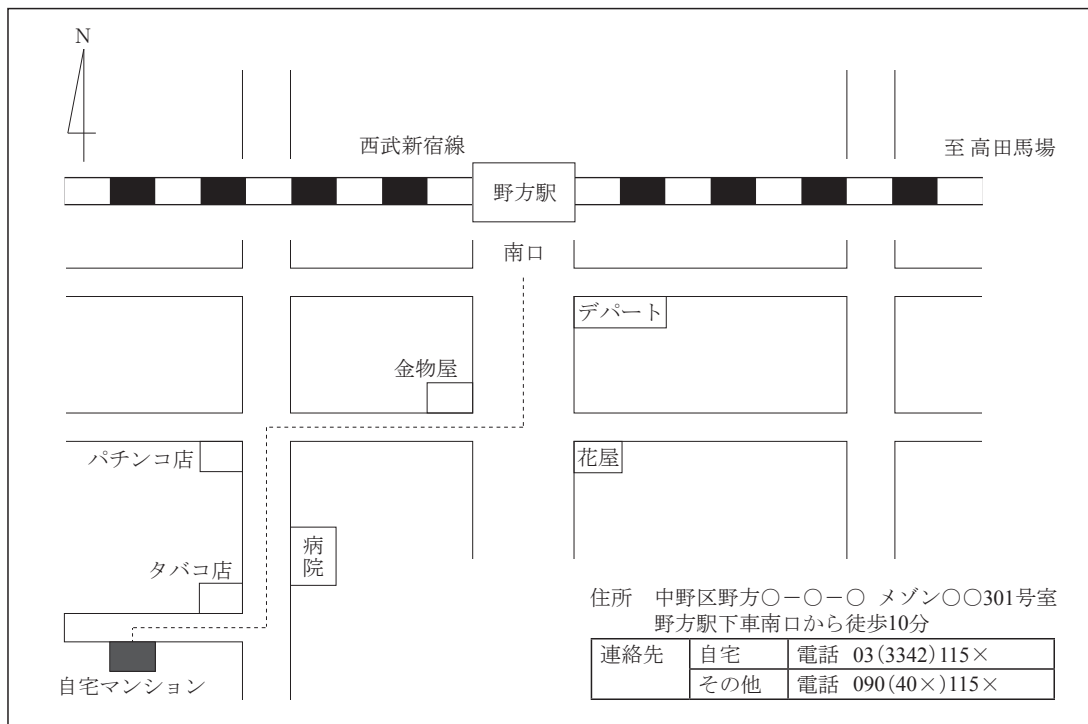 N
西武新宿線
至 高田馬場
野方駅
南口
デパート
金物屋
パチンコ店
花屋
病院
タバコ店
自宅マンション
住所 中野区野方○−○−○ メゾン○○301号室
野方駅下車南口から徒歩10分
連絡先 自宅 電話 03(3342)115×
その他 電話 090(40×)115×